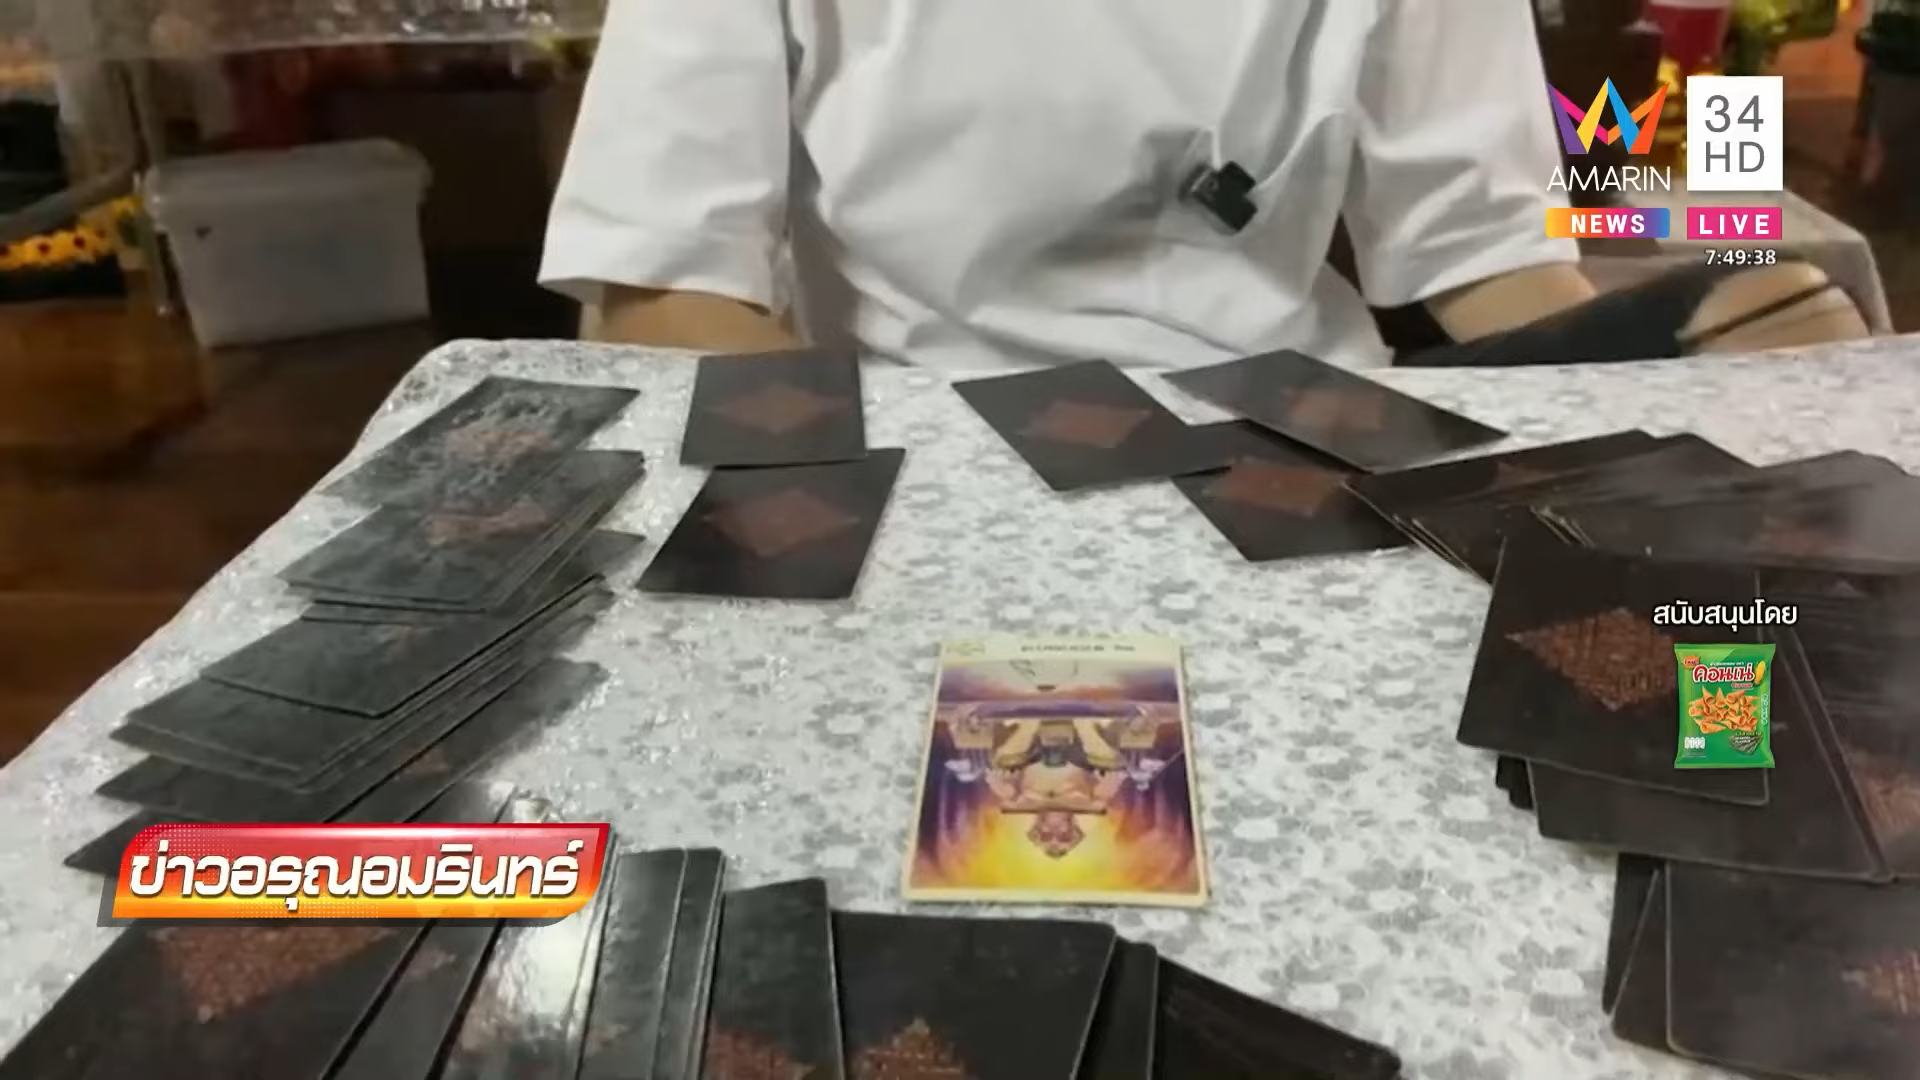 34
HD
AMARIN
NEWS LIVE
7:49:38
สนับสนุนโดย
คอนเน่
ข่าวอรุณอมรินทร์